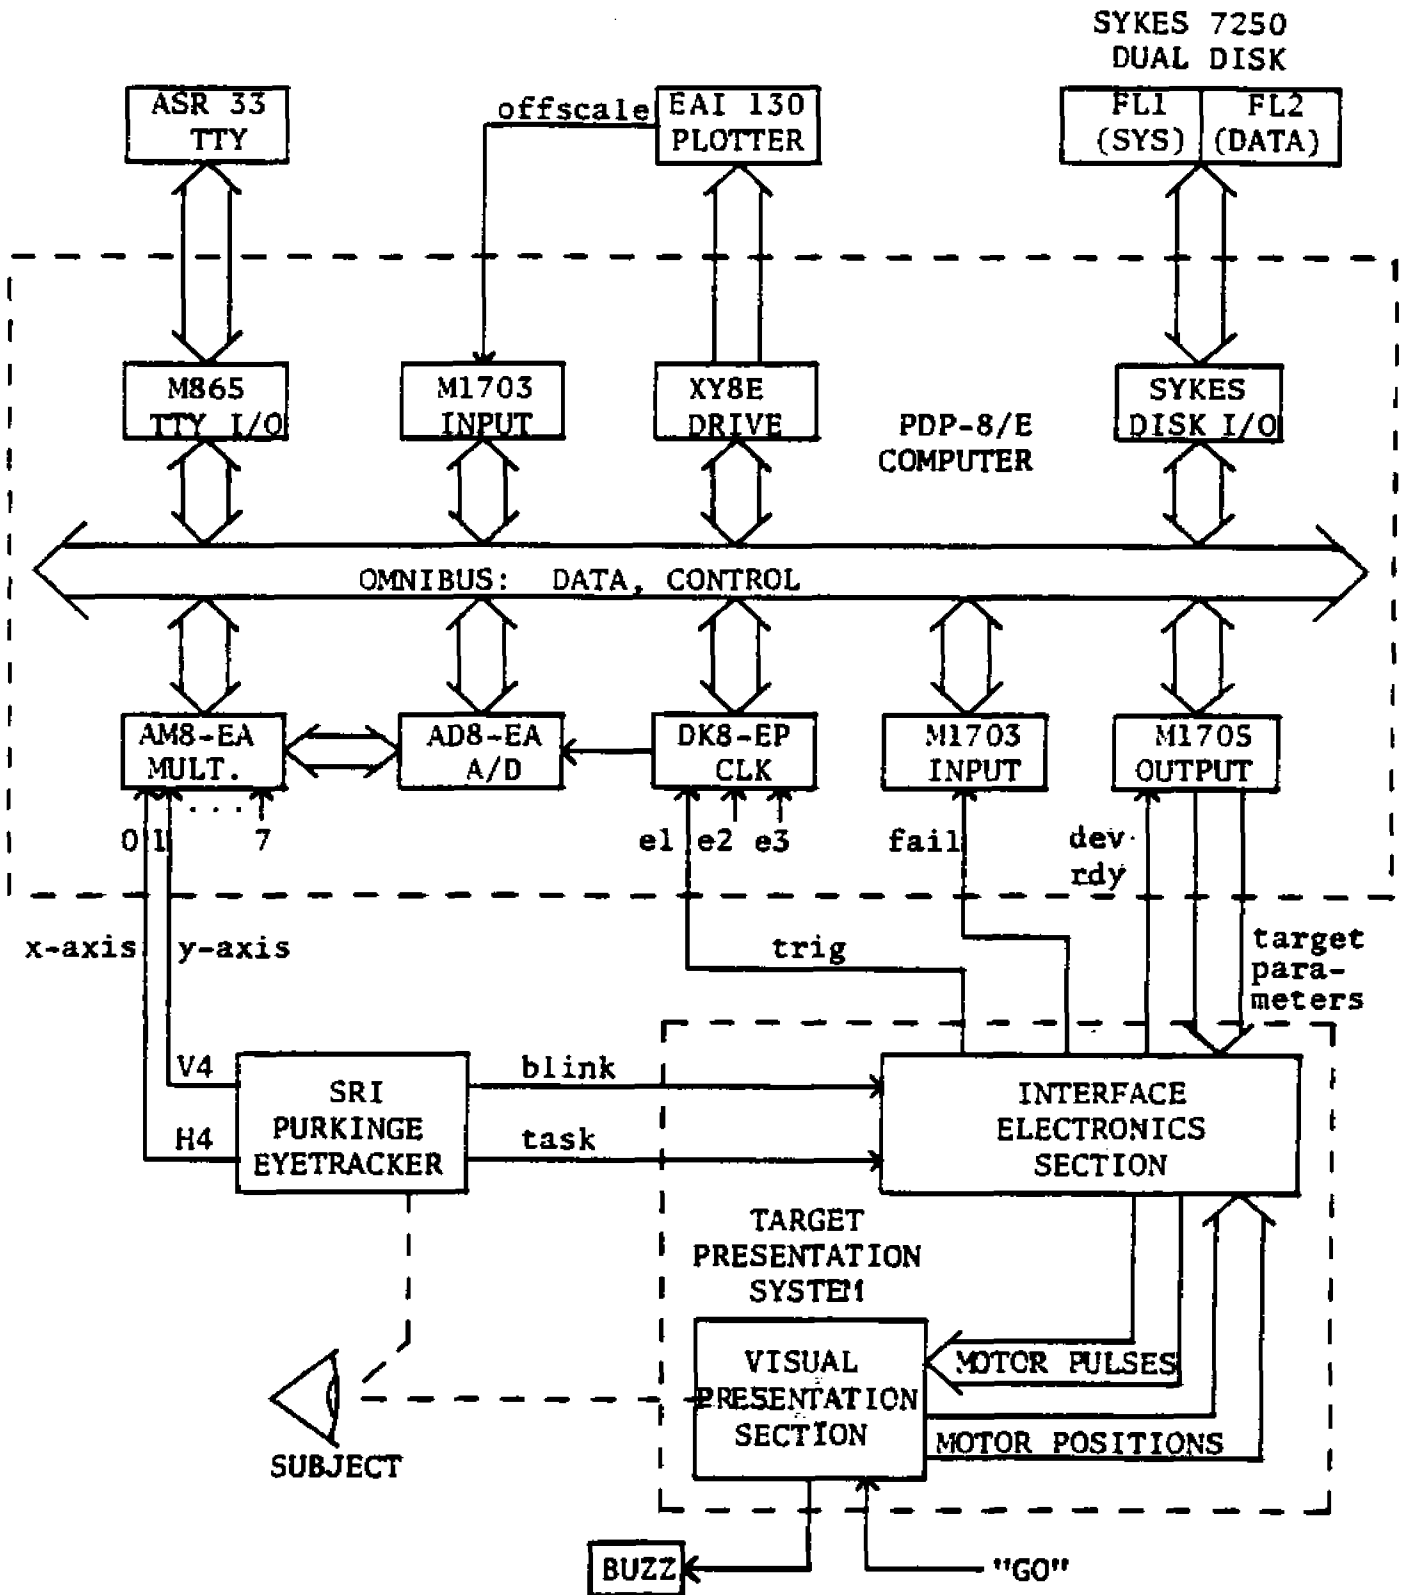 SYKES 7250
DUAL DISK
ASR 33
TTY
offscale
EAI 130
PLOTTER
FL1
(SYS)
FL2
(DATA)
M865
TTY I/O
M1703
INPUT
XY8E
DRIVE
PDP-8/E
COMPUTER
SYKES
DISK I/O
OMNIBUS: DATA, CONTROL
AM8-EA
MULT.
AD8-EA
A/D
DK8-EP
CLK
M1703
INPUT
M1705
OUTPUT
0 1 . . . . 7
e1 e2 e3
fail
dev
rdy
x-axis
y-axis
trig
target
para-
meters
V4
H4
SRI
PURKINGE
EYETRACKER
blink
task
INTERFACE
ELECTRONICS
SECTION
TARGET
PRESENTATION
SYSTEM
VISUAL
PRESENTATION
SECTION
MOTOR PULSES
MOTOR POSITIONS
SUBJECT
BUZZ
"GO"